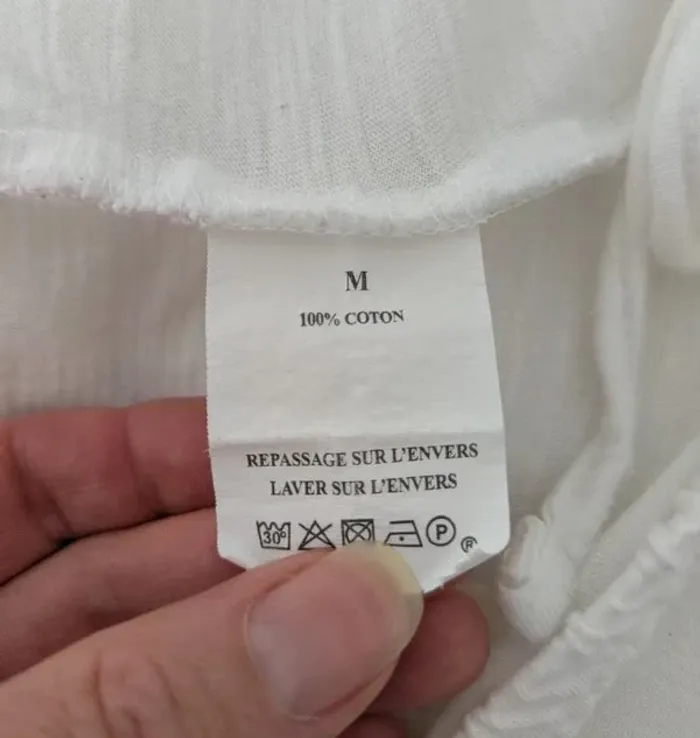 M
100% COTON
REPASSAGE SUR L'ENVERS
LAVER SUR L'ENVERS
30° P ®